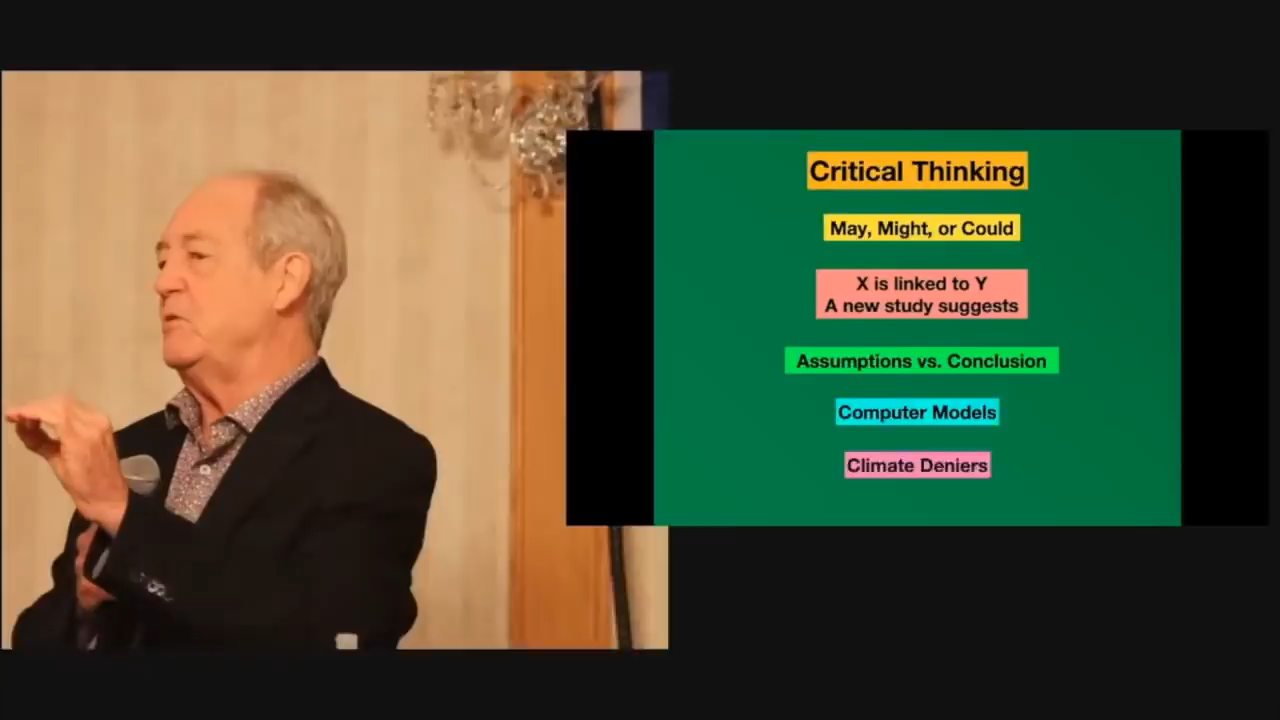 Critical Thinking
May, Might, or Could
X is linked to Y
A new study suggests
Assumptions vs. Conclusion
Computer Models
Climate Deniers